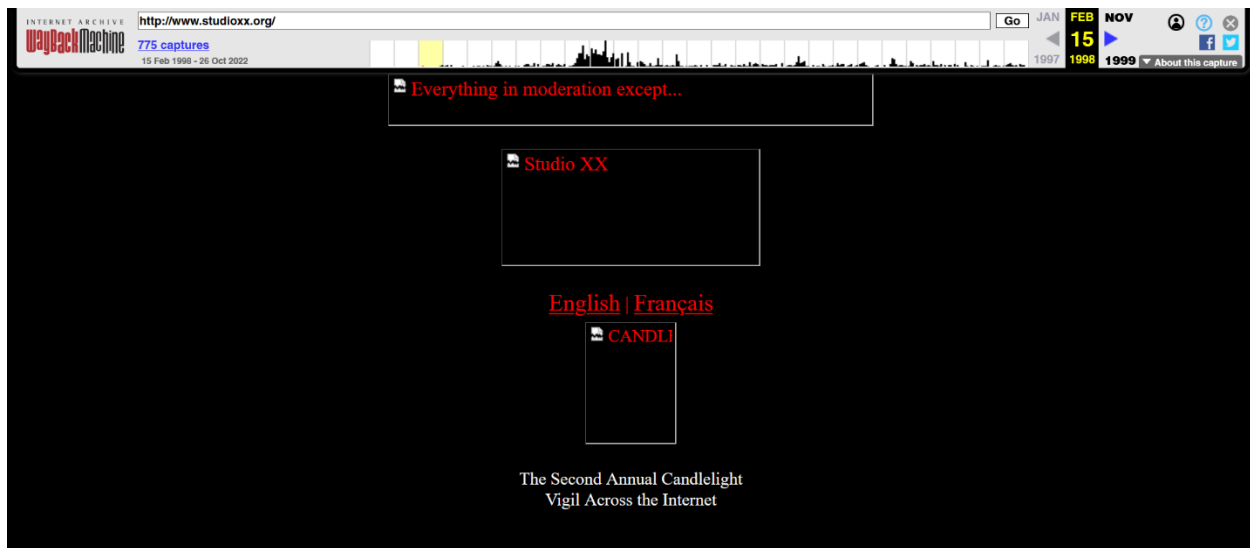 INTERNET ARCHIVE
WayBackMachine
http://www.studioxx.org/
Go
775 captures
15 Feb 1998 - 26 Oct 2022
JAN FEB NOV
15
1997 1998 1999
About this capture
Everything in moderation except...
Studio XX
English | Français
CANDLI
The Second Annual Candlelight
Vigil Across the Internet